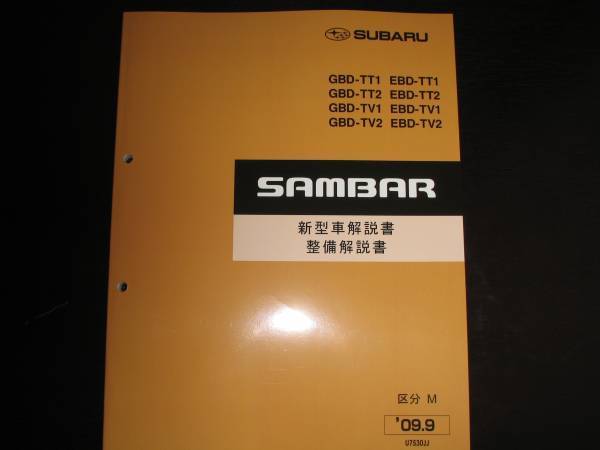 SUBARU
GBD-TT1 EBD-TT1
GBD-TT2 EBD-TT2
GBD-TV1 EBD-TV1
GBD-TV2 EBD-TV2
SAMBAR
新型車解説書
整備解説書
区分 M
'09.9
U7530JJ